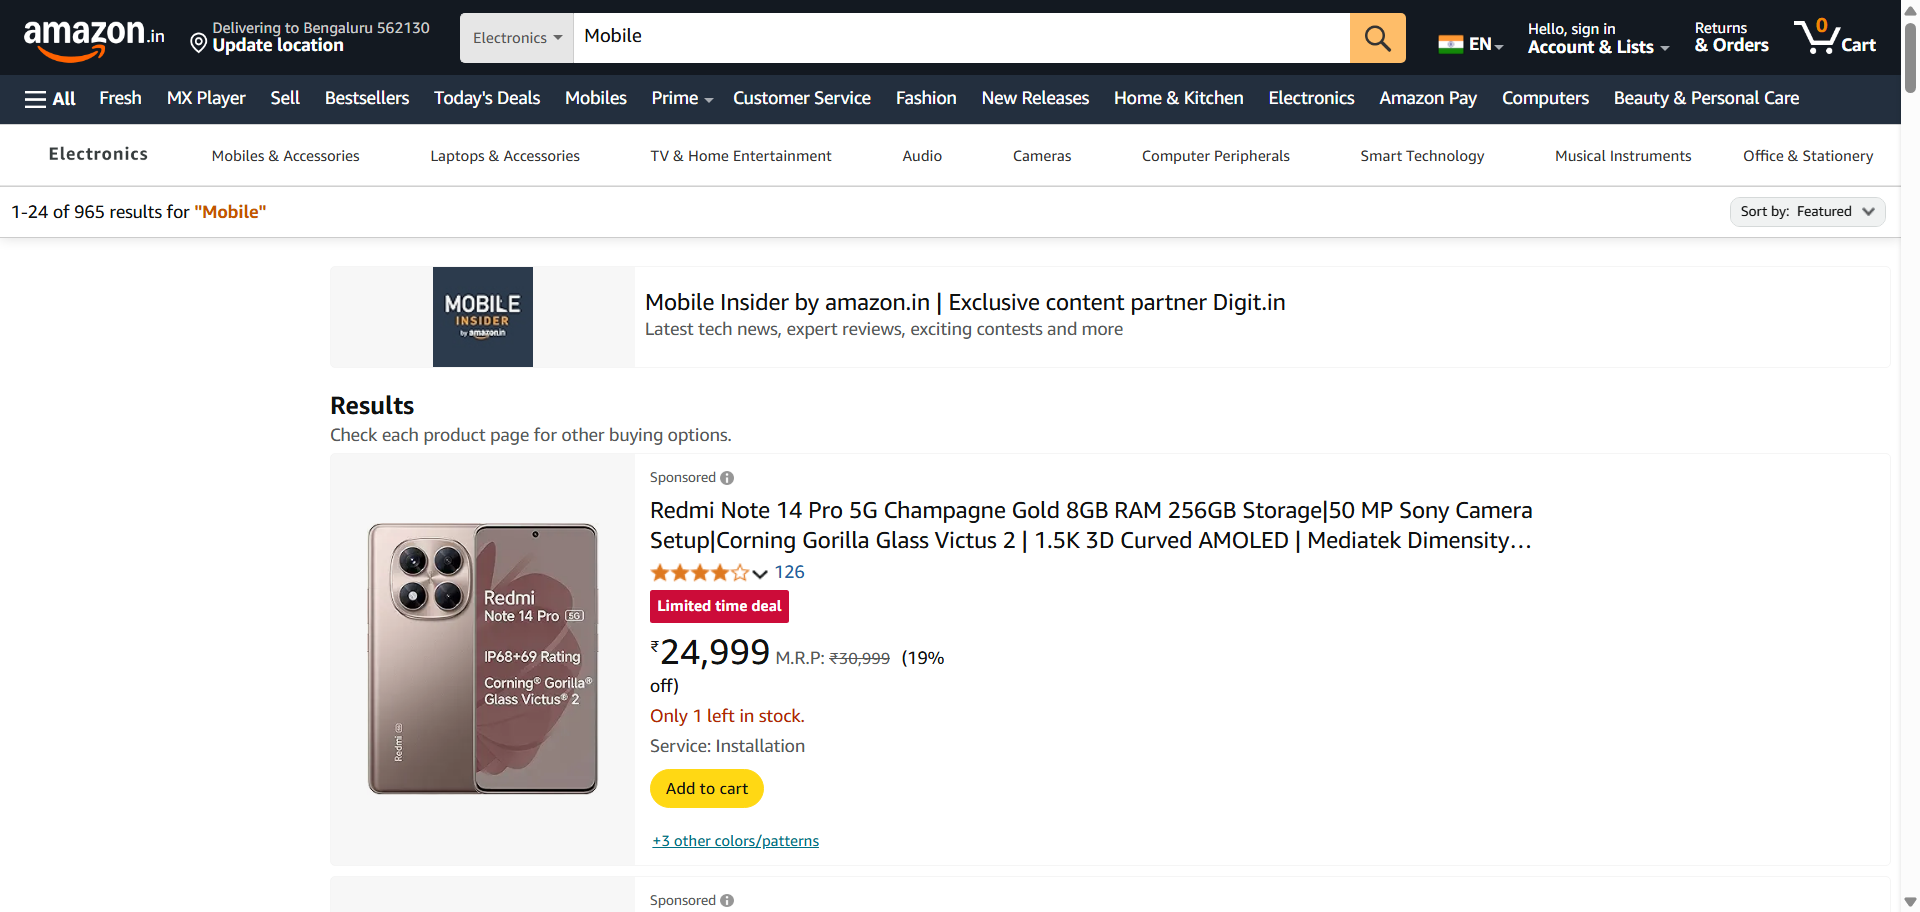 amazon.in
Delivering to Bengaluru 562130
Update location
Electronics
Mobile
EN
Hello, sign in
Account & Lists
Returns
& Orders
0
Cart
All Fresh MX Player Sell Bestsellers Today's Deals Mobiles Prime Customer Service Fashion New Releases Home & Kitchen Electronics Amazon Pay Computers Beauty & Personal Care
Electronics Mobiles & Accessories Laptops & Accessories TV & Home Entertainment Audio Cameras Computer Peripherals Smart Technology Musical Instruments Office & Stationery
1-24 of 965 results for "Mobile"
Sort by: Featured
MOBILE
INSIDER
by amazon.in
Mobile Insider by amazon.in | Exclusive content partner Digit.in
Latest tech news, expert reviews, exciting contests and more
Results
Check each product page for other buying options.
Redmi
Note 14 Pro 5G
IP68+69 Rating
Corning® Gorilla®
Glass Victus® 2
Redmi 5G
Sponsored
Redmi Note 14 Pro 5G Champagne Gold 8GB RAM 256GB Storage|50 MP Sony Camera
Setup|Corning Gorilla Glass Victus 2 | 1.5K 3D Curved AMOLED | Mediatek Dimensity…
126
Limited time deal
₹24,999 M.R.P: ₹30,999 (19%
off)
Only 1 left in stock.
Service: Installation
Add to cart
+3 other colors/patterns
Sponsored